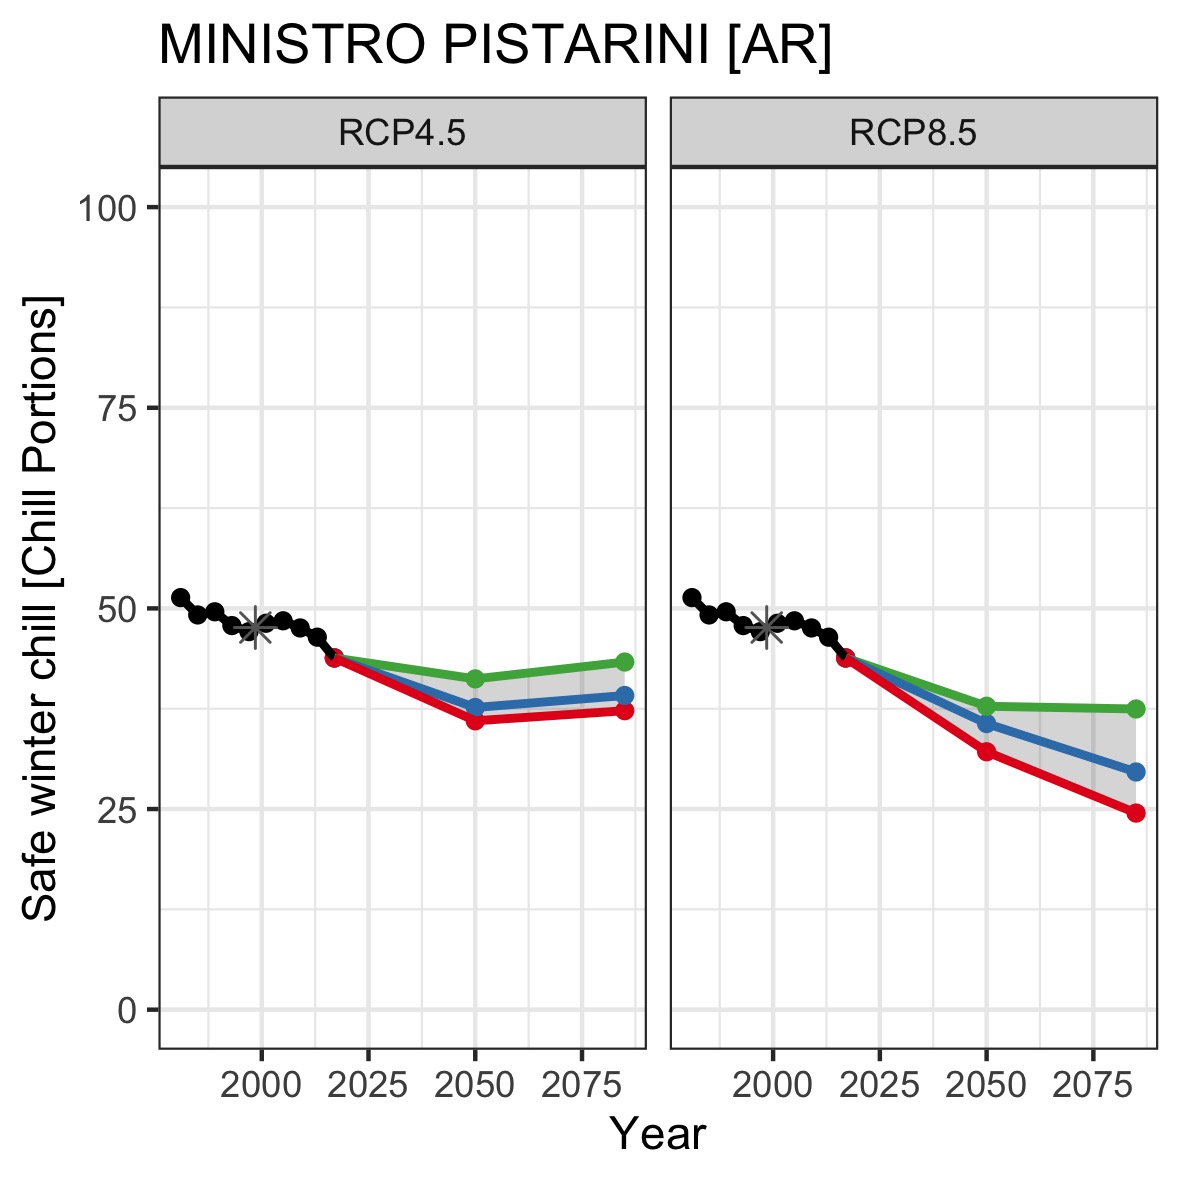 MINISTRO PISTARINI [AR]
RCP4.5
RCP8.5
Safe winter chill [Chill Portions]
100
75
50
25
0
2000 2025 2050 2075
2000 2025 2050 2075
Year